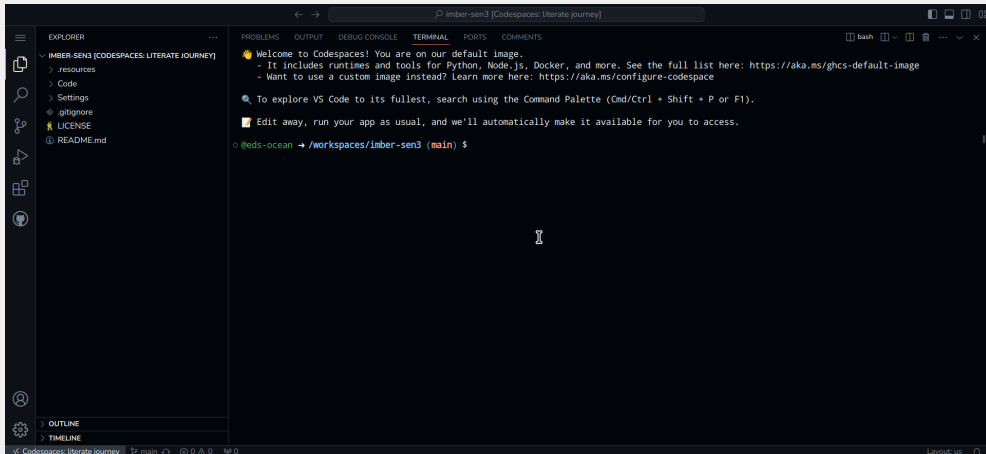 imber-sen3 [Codespaces: literate journey]
EXPLORER
IMBER-SEN3 [CODESPACES: LITERATE JOURNEY]
.resources
Code
Settings
.gitignore
LICENSE
README.md
OUTLINE
TIMELINE
PROBLEMS OUTPUT DEBUG CONSOLE TERMINAL PORTS COMMENTS
bash
👋 Welcome to Codespaces! You are on our default image.
- It includes runtimes and tools for Python, Node.js, Docker, and more. See the full list here: https://aka.ms/ghcs-default-image
- Want to use a custom image instead? Learn more here: https://aka.ms/configure-codespace
🔍 To explore VS Code to its fullest, search using the Command Palette (Cmd/Ctrl + Shift + P or F1).
📝 Edit away, run your app as usual, and we'll automatically make it available for you to access.
@eds-ocean ➜ /workspaces/imber-sen3 (main) $
Codespaces: literate journey main 0 0 0 Layout: us